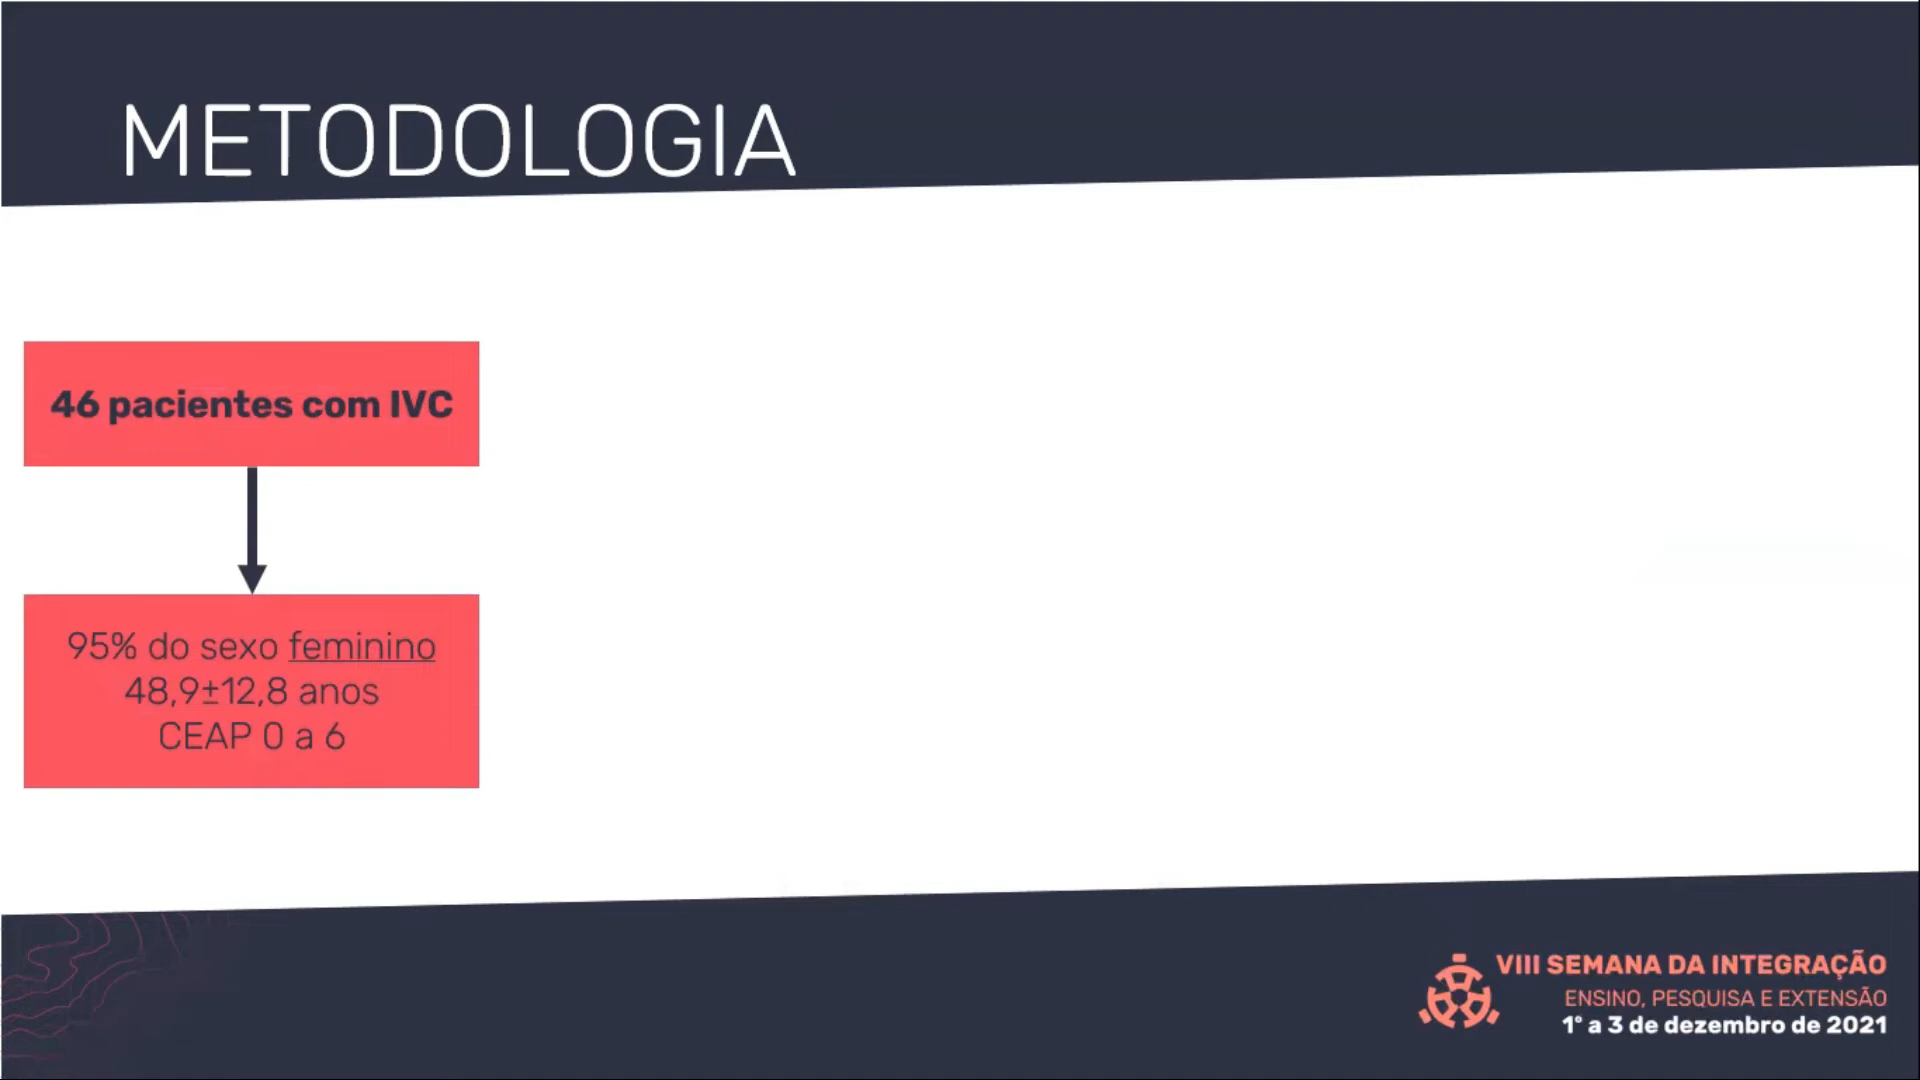 METODOLOGIA
46 pacientes com IVC
95% do sexo feminino
48,9±12,8 anos
CEAP 0 a 6
VIII SEMANA DA INTEGRAÇÃO
ENSINO, PESQUISA E EXTENSÃO
1º a 3 de dezembro de 2021